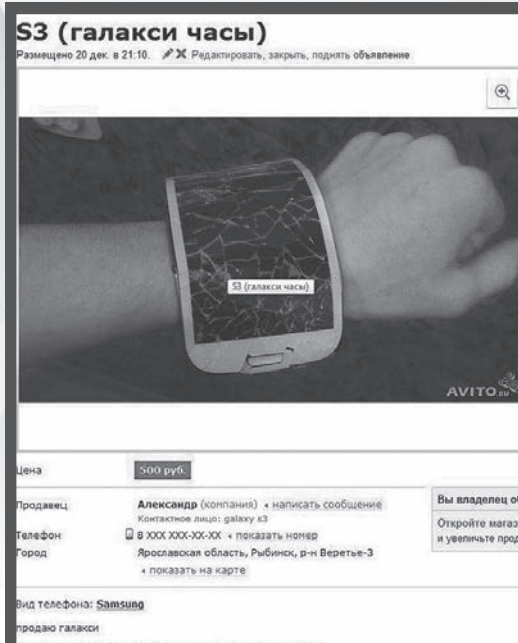 S3 (галакси часы)
Размещено 20 дек. в 21:10. Редактировать, закрыть, поднять объявление
S3 (галакси часы)
AVITO.ru
Цена 500 руб.
Продавец Александр (компания) написать сообщение
Контактное лицо: galaxy s3
Телефон 8 XXX XXX-XX-XX показать номер
Город Ярославская область, Рыбинск, р-н Веретье-3
показать на карте
Вы владелец об
Откройте магаз
и увеличьте прод
Вид телефона: Samsung
продаю галакси